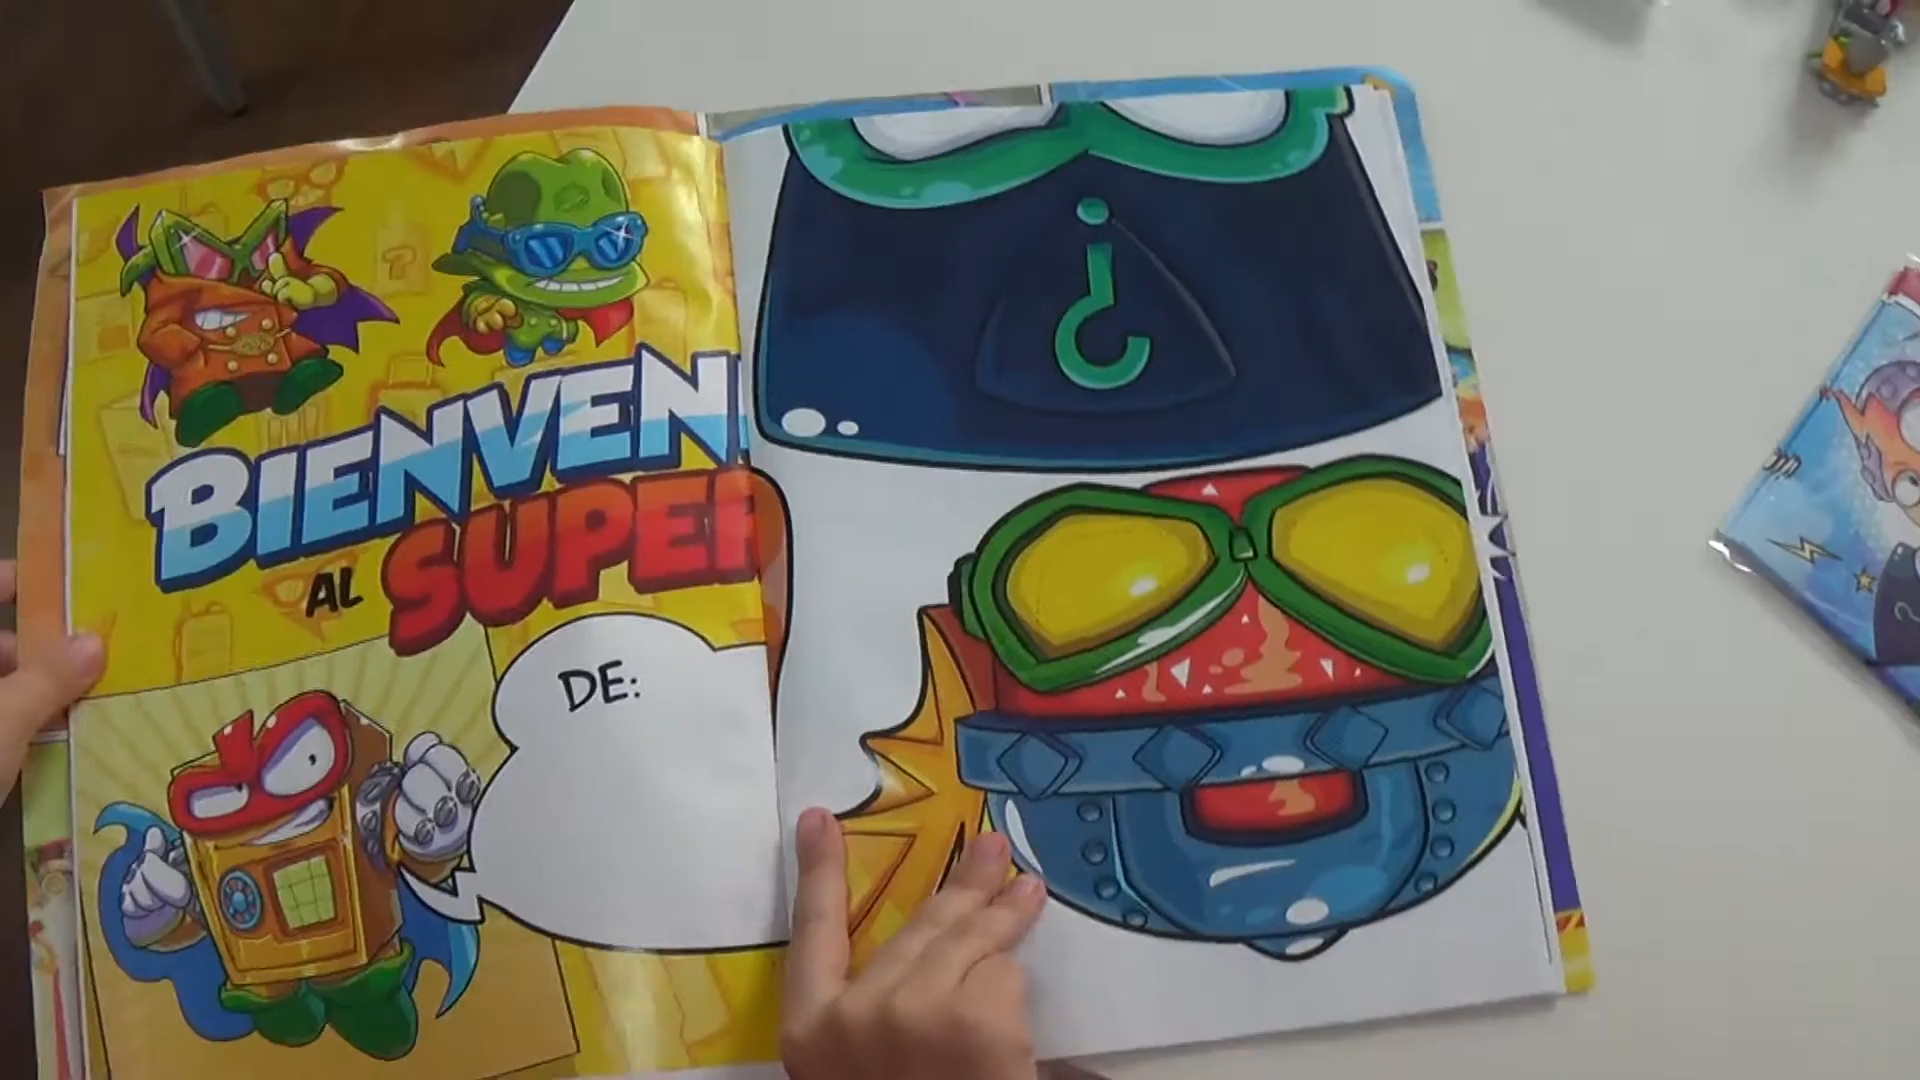 BIENVEN
AL SUPER
DE:
?
¿